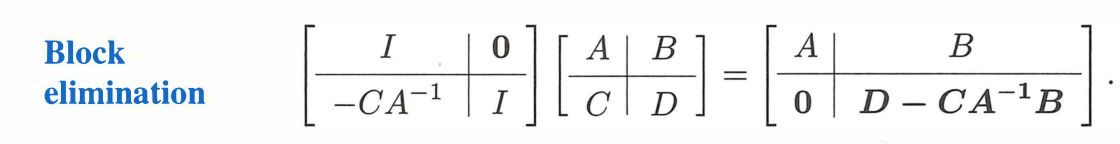 Block elimination
[ I | 0 ; −CA⁻¹ | I ] [ A | B ; C | D ] = [ A | B ; 0 | D − CA⁻¹B ] .